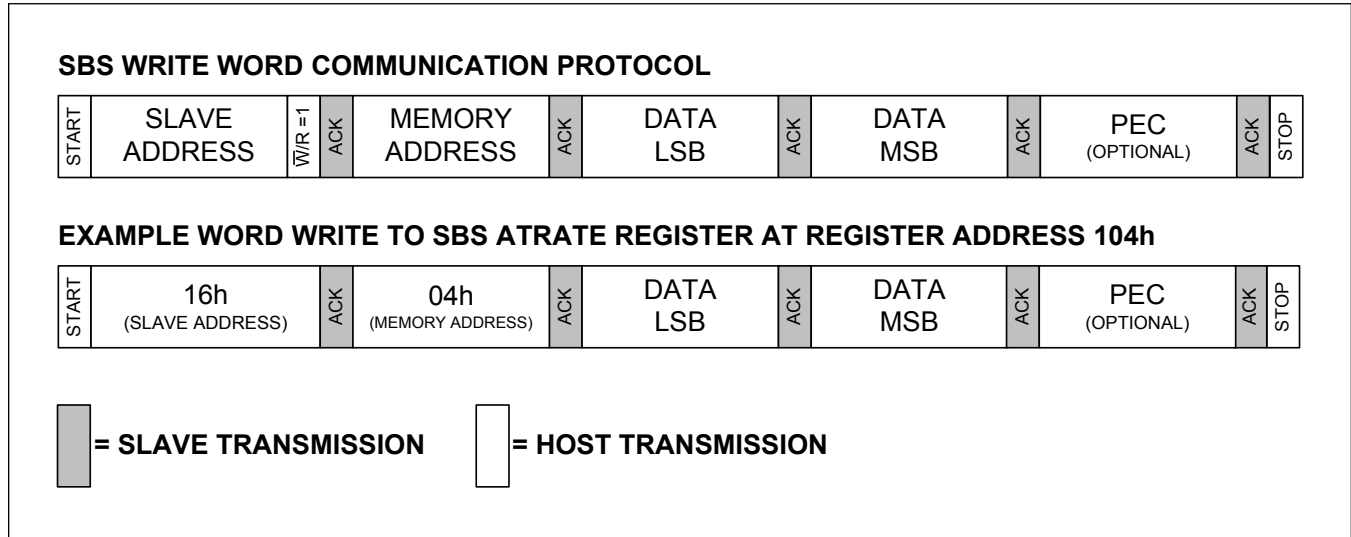 SBS WRITE WORD COMMUNICATION PROTOCOL
START SLAVE ADDRESS W̅/R =1 ACK MEMORY ADDRESS ACK DATA LSB ACK DATA MSB ACK PEC (OPTIONAL) ACK STOP
EXAMPLE WORD WRITE TO SBS ATRATE REGISTER AT REGISTER ADDRESS 104h
START 16h (SLAVE ADDRESS) ACK 04h (MEMORY ADDRESS) ACK DATA LSB ACK DATA MSB ACK PEC (OPTIONAL) ACK STOP
= SLAVE TRANSMISSION = HOST TRANSMISSION